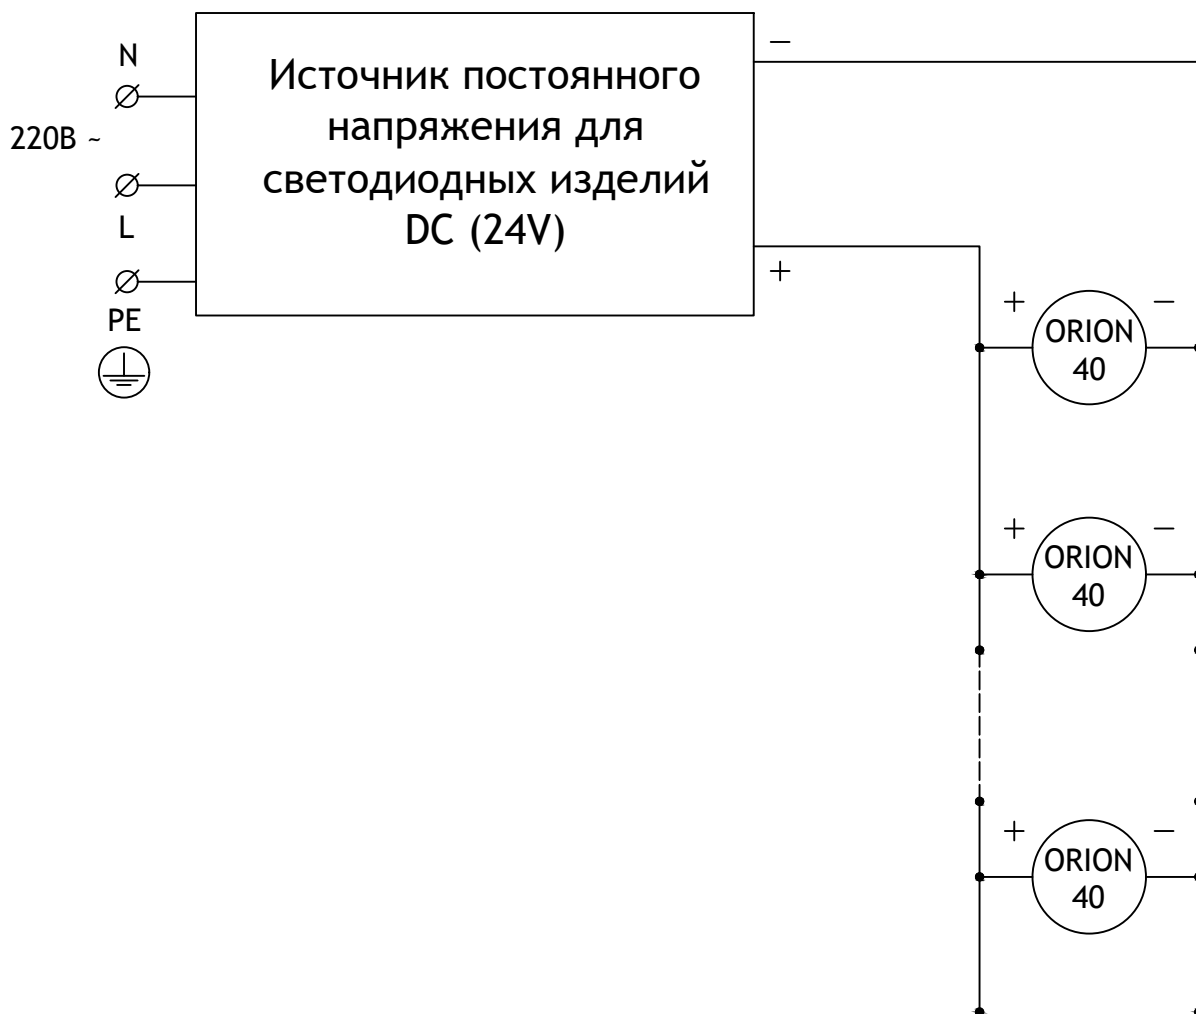 N
220В ~
L
PE
Источник постоянного
напряжения для
светодиодных изделий
DC (24V)
−
+
+ −
ORION
40
+ −
ORION
40
+ −
ORION
40